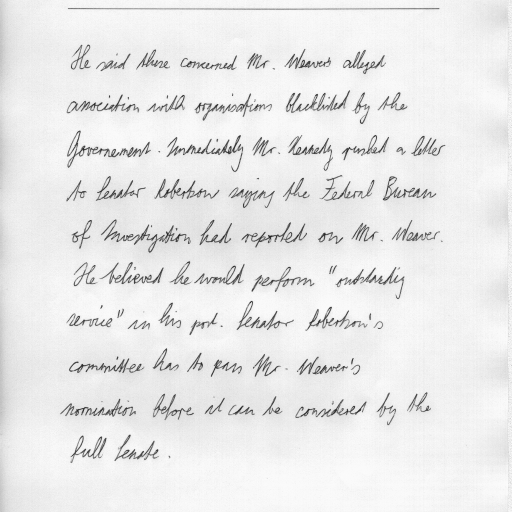 He said these concerned Mr. Weavers alleged
association with organisations blacklisted by the
Governement. Immediately Mr. Kennedy rushed a letter
to Senator Robertson saying the Federal Bureau
of Investigation had reported on Mr. Weaver.
He believed he would perform "outstanding
service" in his post. Senator Robertson's
committee has to pass Mr. Weaver's
nomination before it can be considered by the
full Senate.